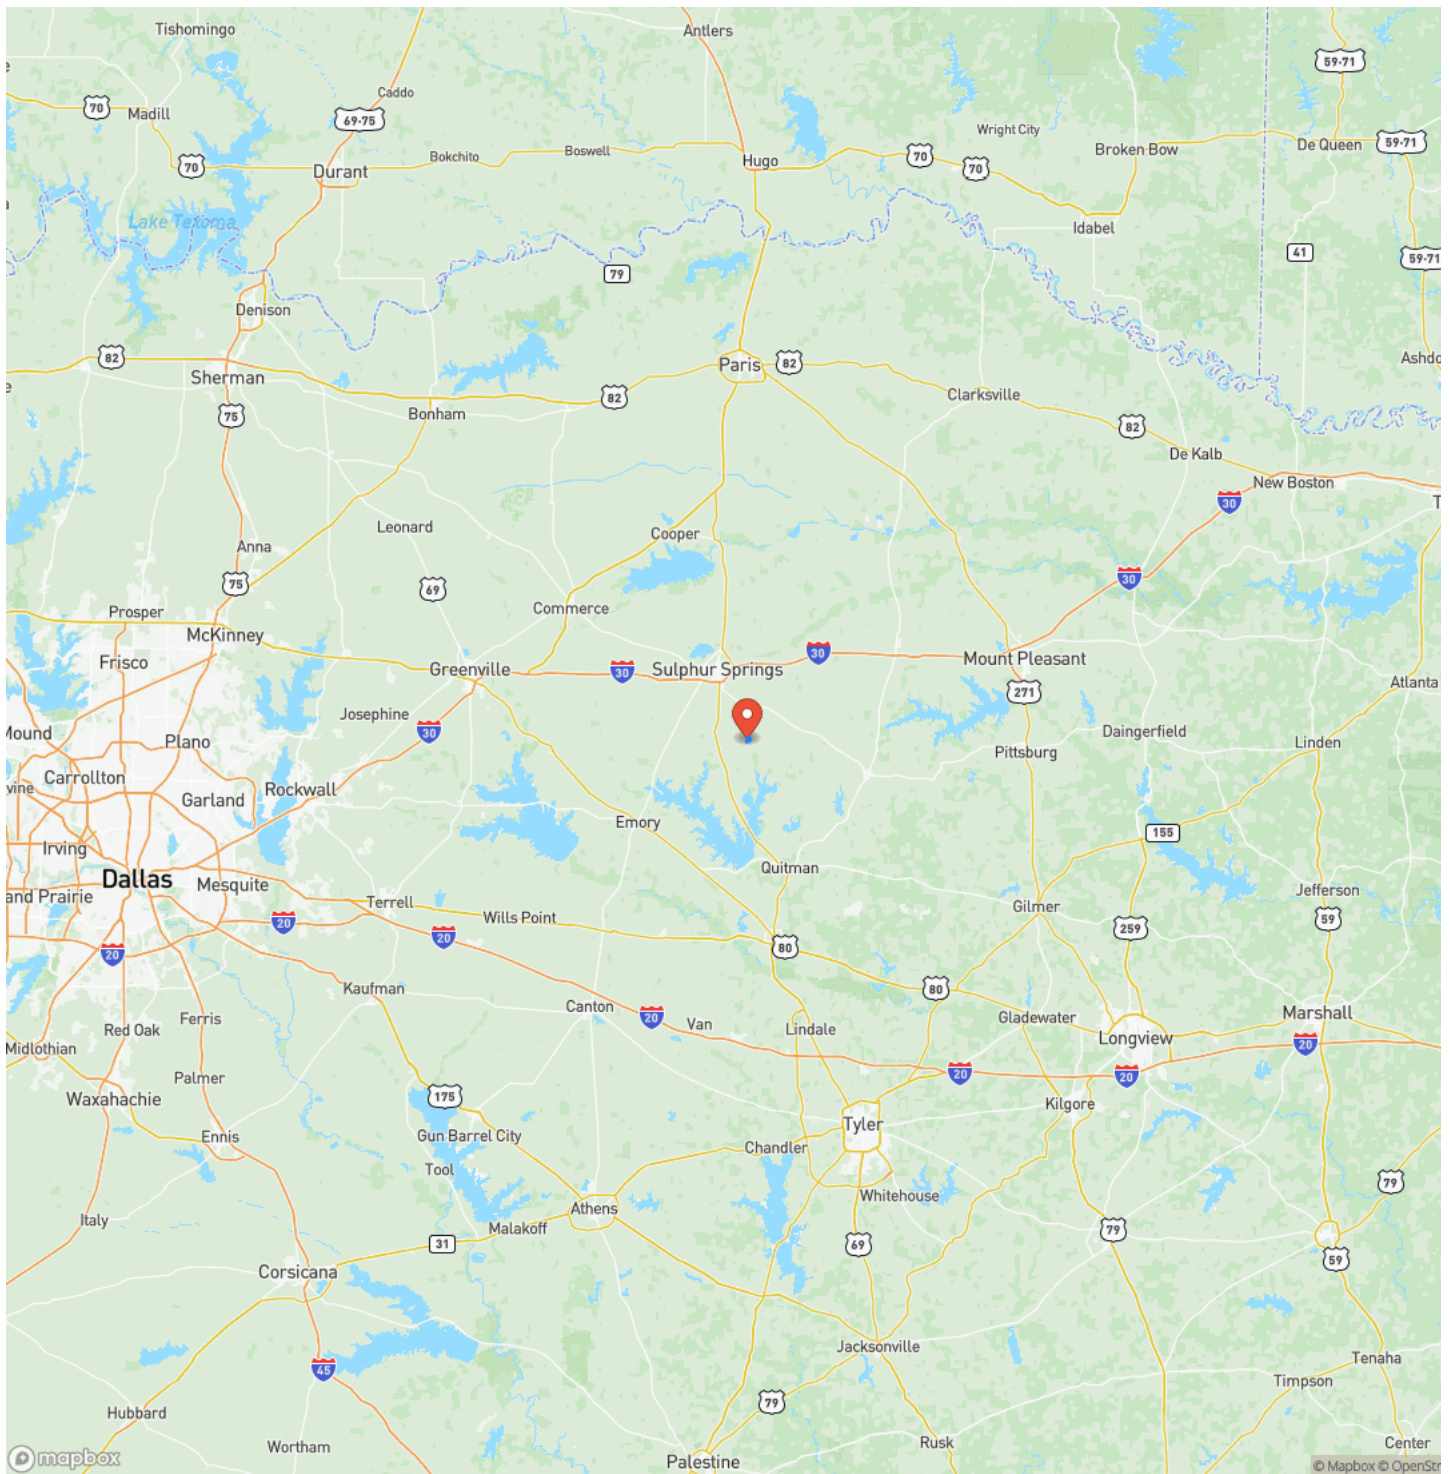 Tishomingo
Antlers
59-71
70
Madill
Caddo
69-75
Wright City
Broken Bow
De Queen
59-71
70
Durant
Bokchito
Boswell
Hugo
70
70
Idabel
Lake Texoma
41
59-71
79
Denison
82
Paris
82
Ashdo
Sherman
82
Clarksville
75
Bonham
82
De Kalb
New Boston
30
Leonard
Cooper
Anna
75
69
30
Prosper
Commerce
McKinney
Frisco
Greenville
30
Sulphur Springs
30
Mount Pleasant
271
Atlanta
Josephine
30
Mound
Plano
Pittsburg
Daingerfield
Linden
Carrollton
vine
Garland
Rockwall
Emory
155
Irving
Quitman
Dallas
Mesquite
Jefferson
and Prairie
Terrell
Wills Point
Gilmer
20
20
20
80
259
59
Kaufman
80
Canton
20
Van
Lindale
Gladewater
Marshall
Red Oak
Ferris
Longview
Midlothian
20
20
20
Palmer
Waxahachie
175
Kilgore
Ennis
Gun Barrel City
Tyler
Chandler
Tool
79
Whitehouse
Athens
Italy
Malakoff
31
69
79
59
Corsicana
Jacksonville
45
Tenaha
79
Timpson
Hubbard
Wortham
Rusk
Center
mapbox
Palestine
© Mapbox © OpenStr